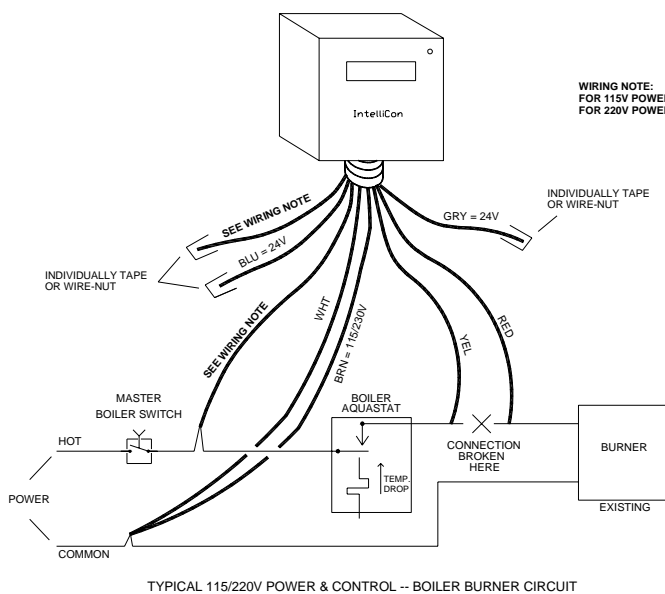 IntelliCon
WIRING NOTE:
FOR 115V POWER
FOR 220V POWER
INDIVIDUALLY TAPE
OR WIRE-NUT
GRY = 24V
SEE WIRING NOTE
BLU = 24V
INDIVIDUALLY TAPE
OR WIRE-NUT
SEE WIRING NOTE
WHT
BRN = 115/230V
YEL
RED
MASTER
BOILER SWITCH
BOILER
AQUASTAT
HOT
CONNECTION
BROKEN
HERE
BURNER
TEMP.
DROP
POWER
EXISTING
COMMON
TYPICAL 115/220V POWER & CONTROL -- BOILER BURNER CIRCUIT